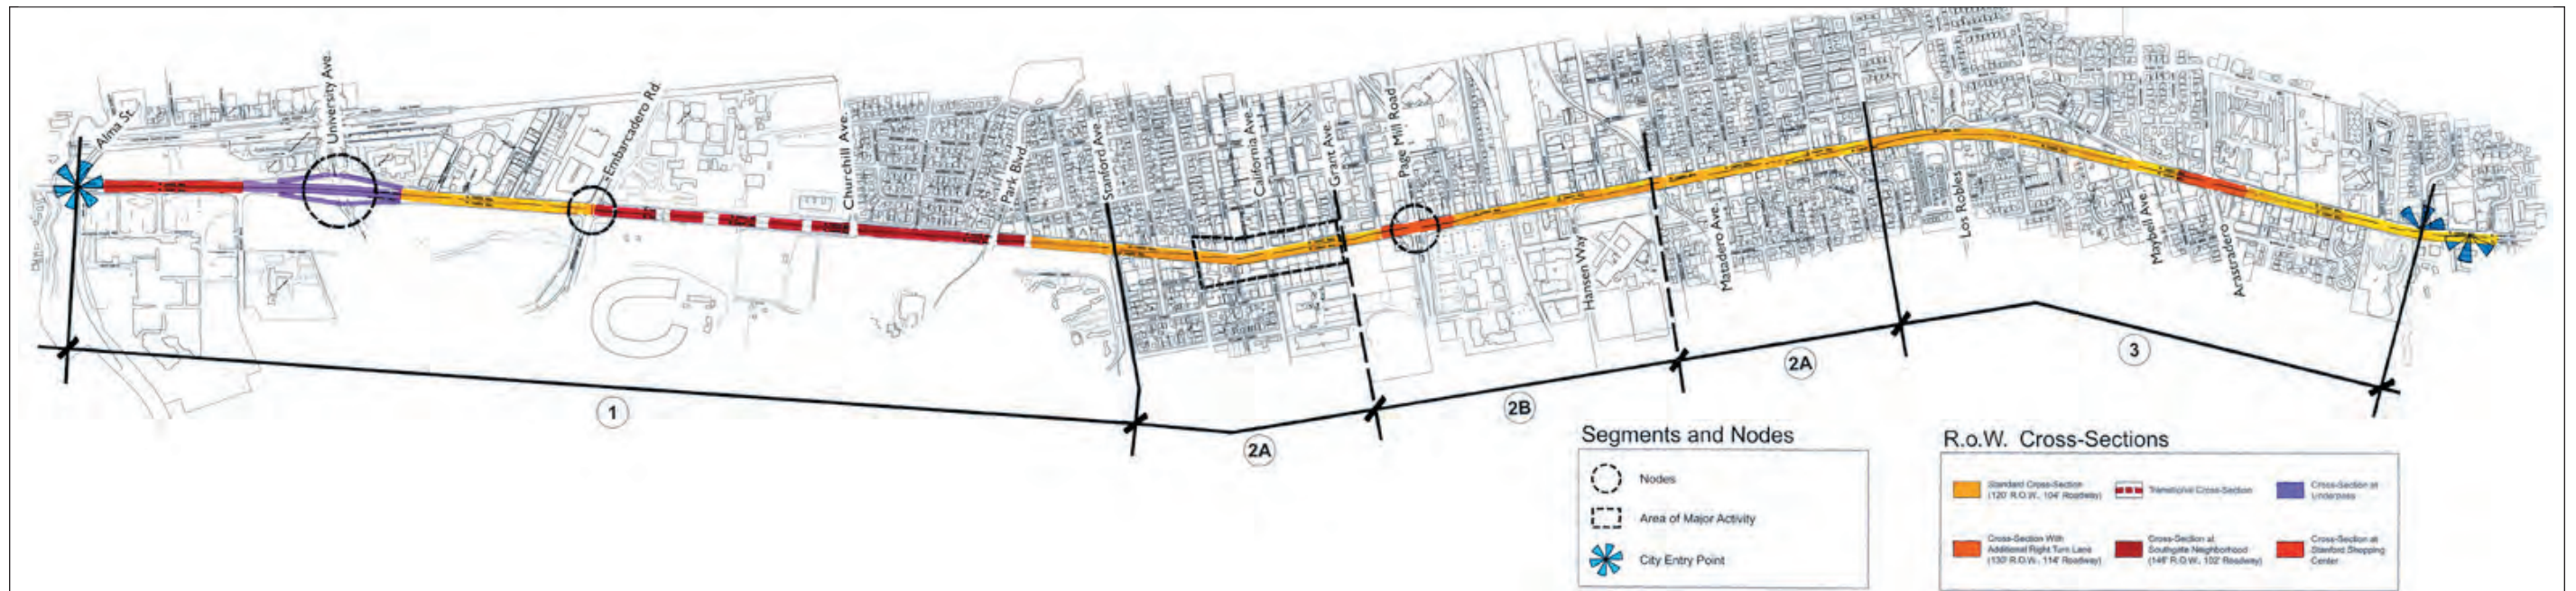 Alma St.
University Ave.
Embarcadero Rd.
Churchill Ave.
Park Blvd.
Stanford Ave.
California Ave.
Grant Ave.
Page Mill Road
Hansen Way
Matadero Ave.
Los Robles
Maybell Ave.
Arastradero
1
2A
2B
2A
3
Segments and Nodes
Nodes
Area of Major Activity
City Entry Point
R.o.W. Cross-Sections
Standard Cross-Section
(120' R.O.W., 104' Roadway)
Transitional Cross-Section
Cross-Section at
Underpass
Cross-Section With
Additional Right Turn Lane
(130' R.O.W., 114' Roadway)
Cross-Section at
Southgate Neighborhood
(146' R.O.W., 102' Roadway)
Cross-Section at
Stanford Shopping
Center